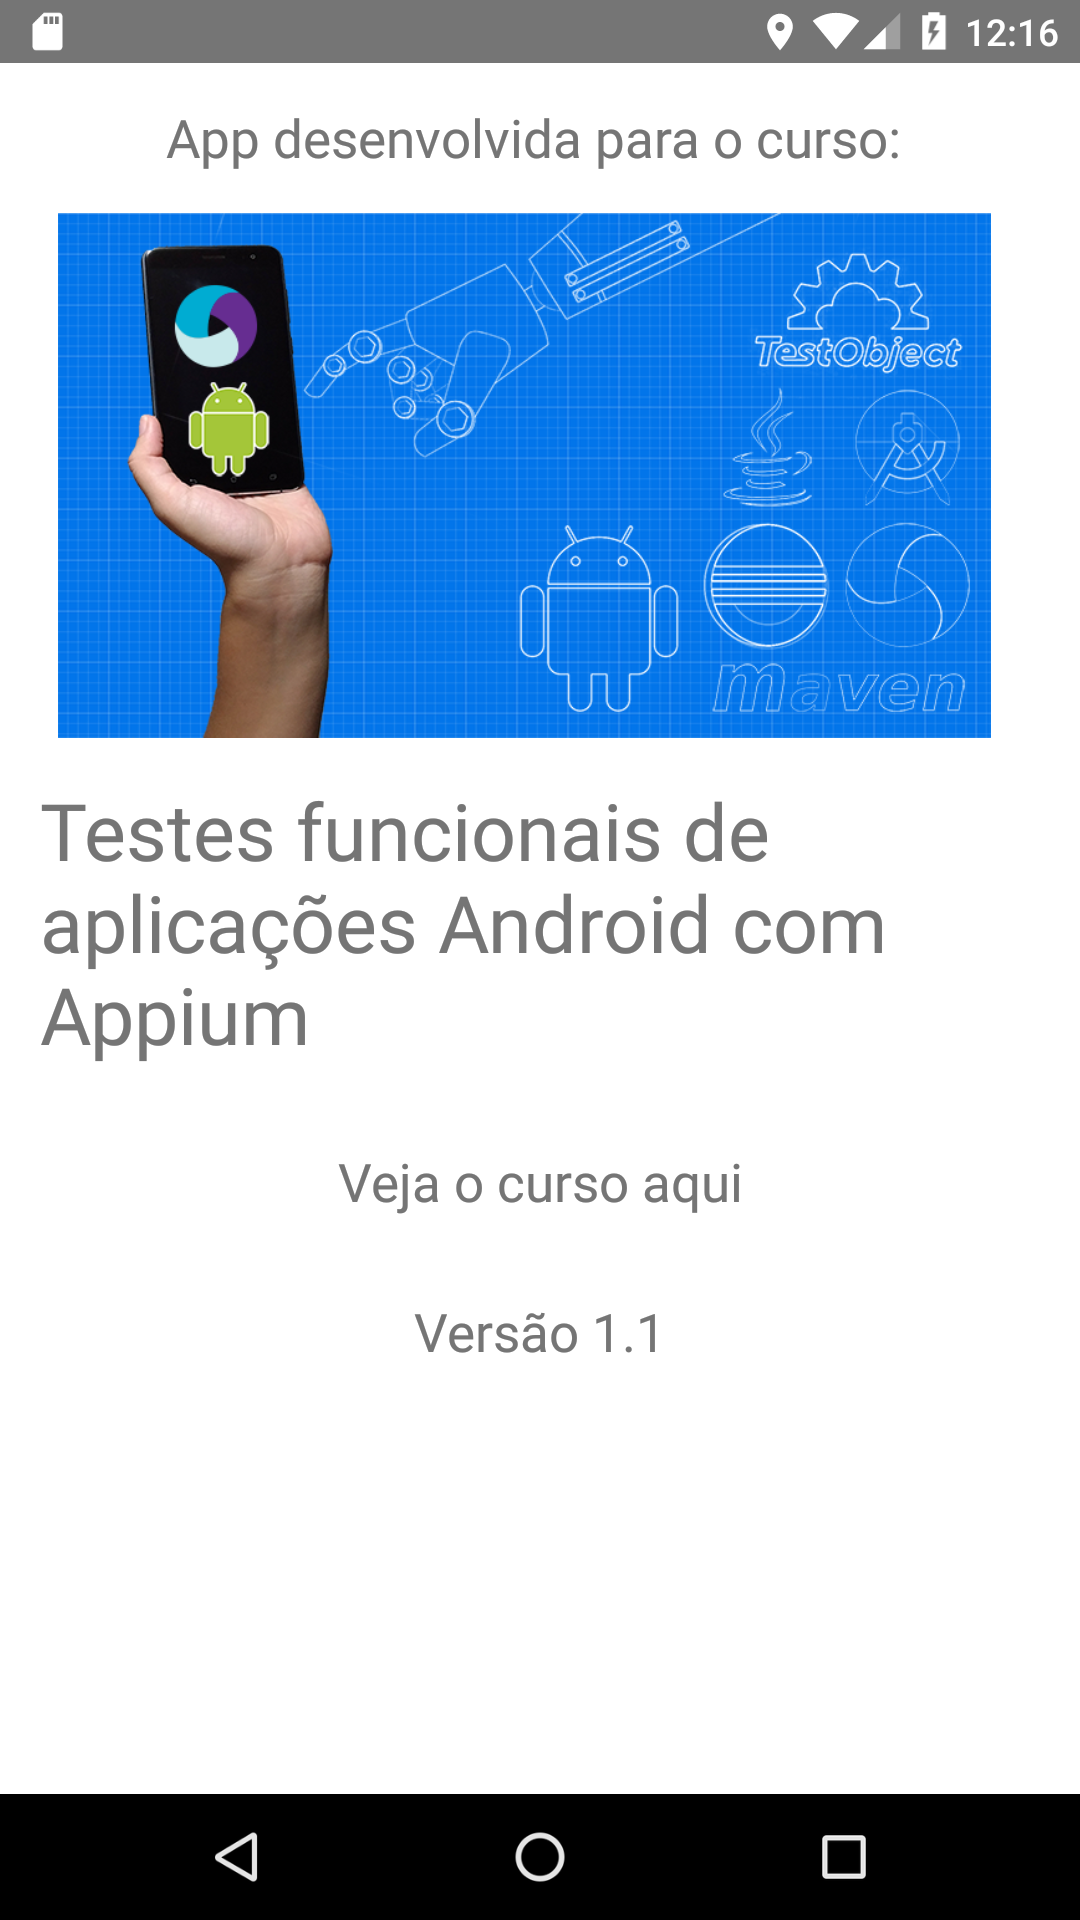 12:16
App desenvolvida para o curso:
TestObject
maven
Testes funcionais de
aplicações Android com
Appium
Veja o curso aqui
Versão 1.1